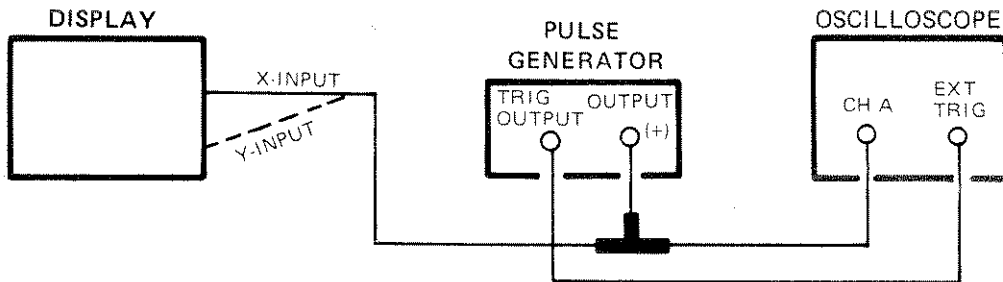 DISPLAY
X-INPUT
Y-INPUT
PULSE
GENERATOR
TRIG
OUTPUT
OUTPUT
(+)
OSCILLOSCOPE
CH A
EXT
TRIG